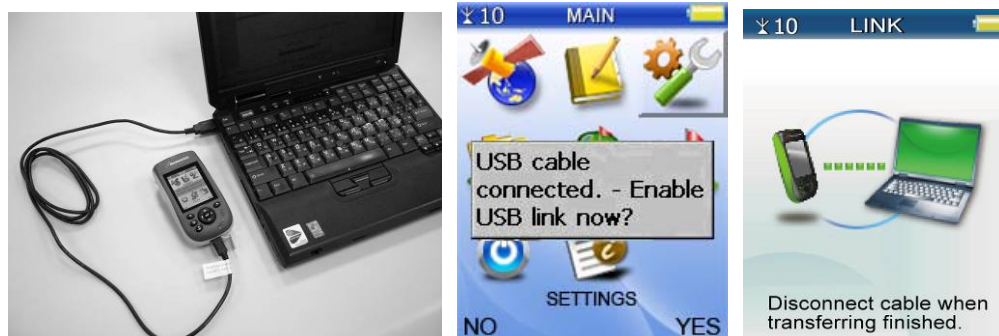 10
MAIN
USB cable
connected. - Enable
USB link now?
SETTINGS
NO
YES
10
LINK
Disconnect cable when
transferring finished.